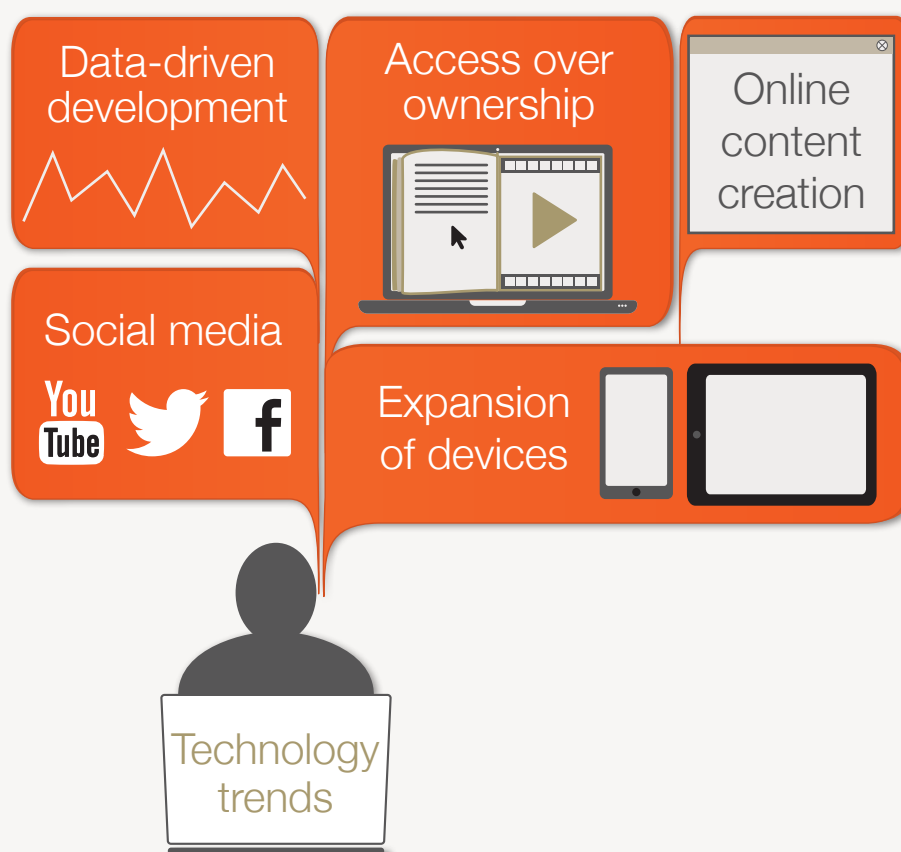 Data-driven
development
Access over
ownership
Online
content
creation
Social media
You
Tube
f
Expansion
of devices
Technology
trends